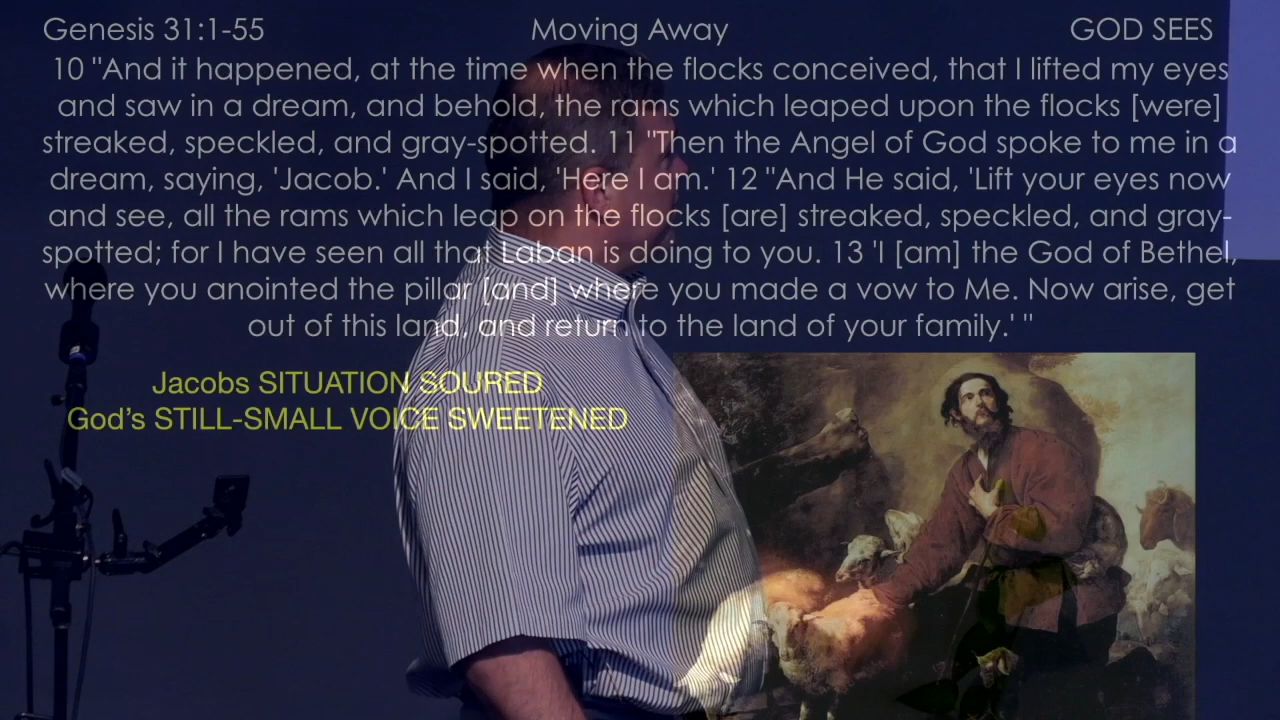 Genesis 31:1-55 Moving Away GOD SEES
10 "And it happened, at the time when the flocks conceived, that I lifted my eyes
and saw in a dream, and behold, the rams which leaped upon the flocks [were]
streaked, speckled, and gray-spotted. 11 "Then the Angel of God spoke to me in a
dream, saying, 'Jacob.' And I said, 'Here I am.' 12 "And He said, 'Lift your eyes now
and see, all the rams which leap on the flocks [are] streaked, speckled, and gray-
spotted; for I have seen all that Laban is doing to you. 13 'I [am] the God of Bethel,
where you anointed the pillar [and] where you made a vow to Me. Now arise, get
out of this land, and return to the land of your family.' "
Jacobs SITUATION SOURED
God's STILL-SMALL VOICE SWEETENED